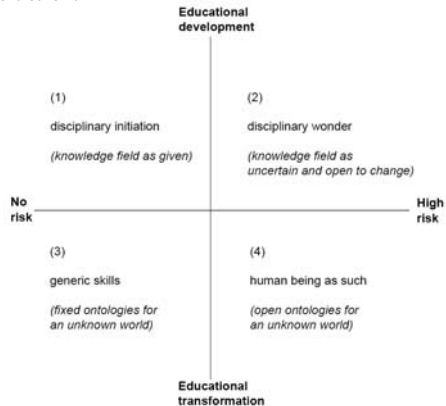 Educational
development
(1)
disciplinary initiation
(knowledge field as given)
(2)
disciplinary wonder
(knowledge field as
uncertain and open to change)
No
risk
High
risk
(3)
generic skills
(fixed ontologies for
an unknown world)
(4)
human being as such
(open ontologies for
an unknown world)
Educational
transformation